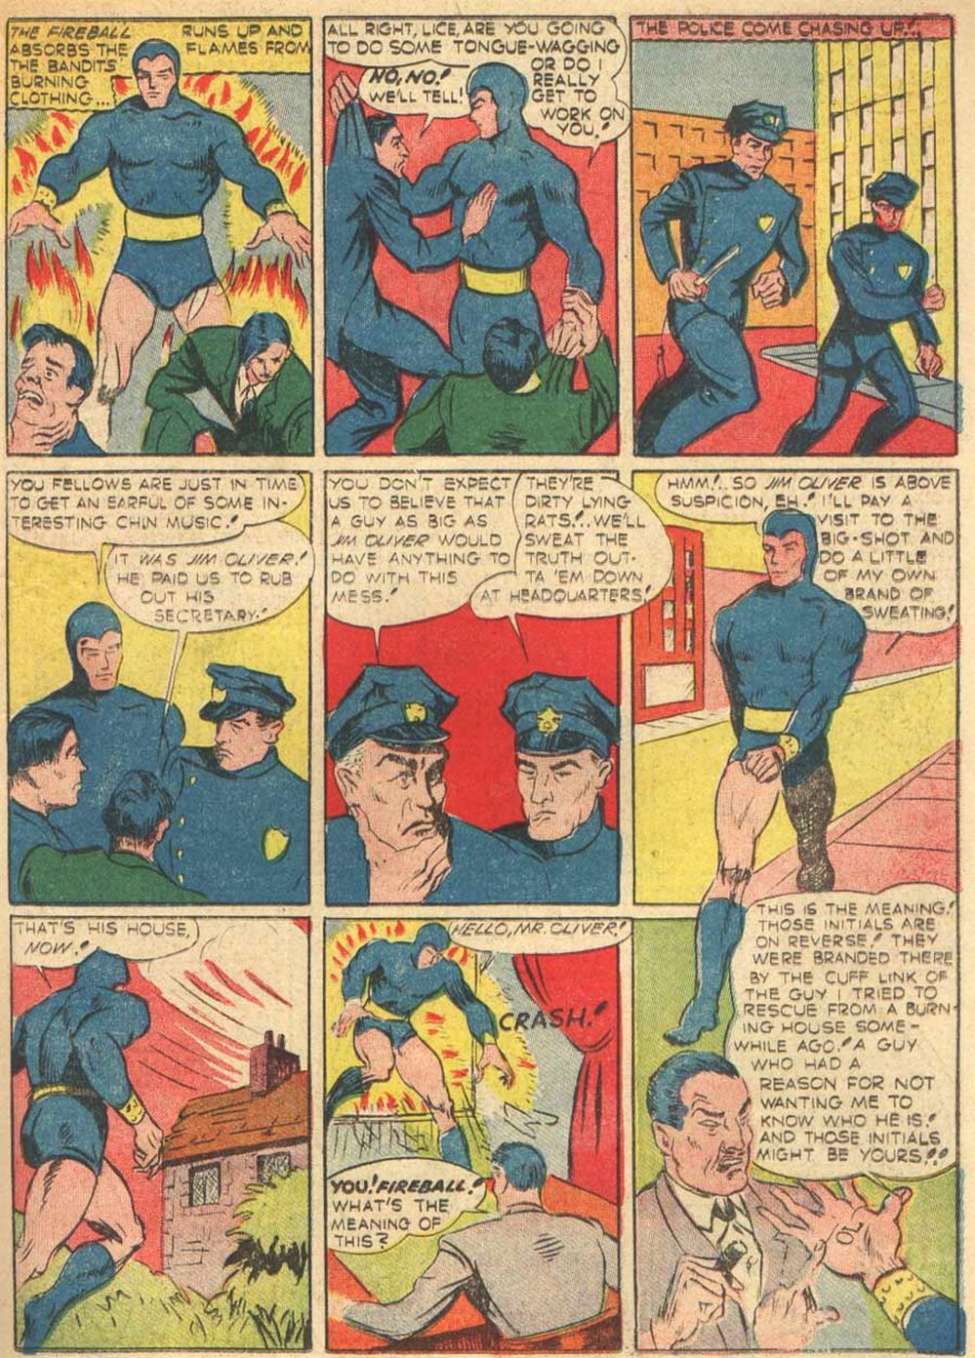 THE FIREBALL RUNS UP AND
ABSORBS THE FLAMES FROM
THE BANDITS'
BURNING
CLOTHING...
ALL RIGHT, LICE, ARE YOU GOING
TO DO SOME TONGUE-WAGGING
OR DO I
REALLY
GET TO
WORK ON
YOU!
NO, NO!
WE'LL TELL!
THE POLICE COME CHASING UP!..
YOU FELLOWS ARE JUST IN TIME
TO GET AN EARFUL OF SOME IN-
TERESTING CHIN MUSIC!
IT WAS JIM OLIVER!
HE PAID US TO RUB
OUT HIS
SECRETARY!
YOU DON'T EXPECT
US TO BELIEVE THAT
A GUY AS BIG AS
JIM OLIVER WOULD
HAVE ANYTHING TO
DO WITH THIS
MESS!
THEY'RE
DIRTY LYING
RATS!..WE'LL
SWEAT THE
TRUTH OUT-
TA 'EM DOWN
AT HEADQUARTERS!
HMM!..SO JIM OLIVER IS ABOVE
SUSPICION, EH! I'LL PAY A
VISIT TO THE
BIG-SHOT AND
DO A LITTLE
OF MY OWN
BRAND OF
SWEATING!
THAT'S HIS HOUSE,
NOW!
HELLO, MR. OLIVER!
CRASH!
YOU! FIREBALL!
WHAT'S THE
MEANING OF
THIS?
THIS IS THE MEANING!
THOSE INITIALS ARE
ON REVERSE! THEY
WERE BRANDED THERE
BY THE CUFF LINK OF
THE GUY I TRIED TO
RESCUE FROM A BURN-
ING HOUSE SOME-
WHILE AGO! A GUY
WHO HAD A
REASON FOR NOT
WANTING ME TO
KNOW WHO HE IS!
AND THOSE INITIALS
MIGHT BE YOURS!!!
OL